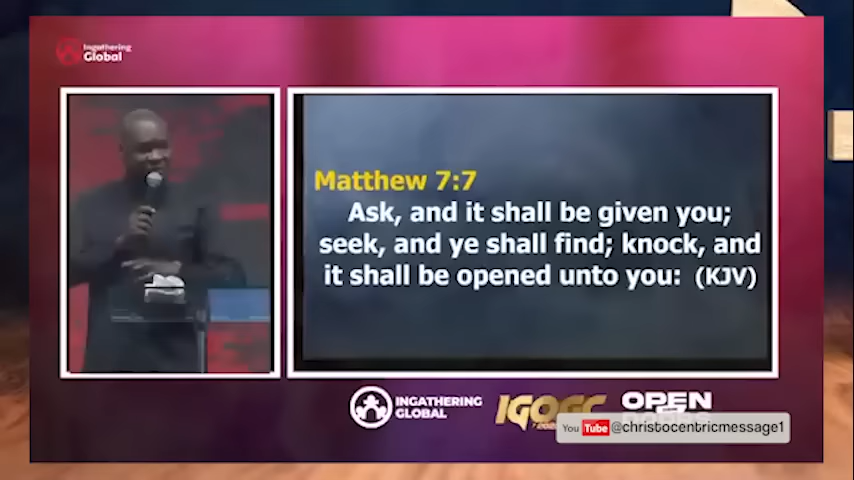 Ingathering
Global
Matthew 7:7
Ask, and it shall be given you;
seek, and ye shall find; knock, and
it shall be opened unto you: (KJV)
INGATHERING
GLOBAL
IGOGC
OPEN
You Tube @christocentricmessage1